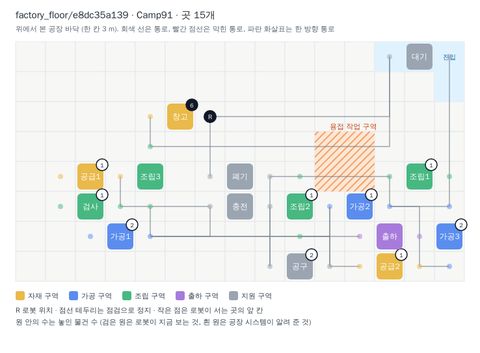 factory_floor/e8dc35a139 · Camp91 · 곳 15개
위에서 본 공장 바닥 (한 칸 3 m). 회색 선은 통로, 빨간 점선은 막힌 통로, 파란 화살표는 한 방향 통로
대기
진입
창고
6
R
용접 작업 구역
공급1
1
조립3
폐기
조립1
1
검사
1
충전
조립2
1
가공2
1
가공1
2
출하
가공3
2
공구
2
공급2
1
자재 구역
가공 구역
조립 구역
출하 구역
지원 구역
R 로봇 위치 · 점선 테두리는 점검으로 정지 · 작은 점은 로봇이 서는 곳의 앞 칸
원 안의 수는 놓인 물건 수 (검은 원은 로봇이 지금 보는 것, 흰 원은 공장 시스템이 알려 준 것)